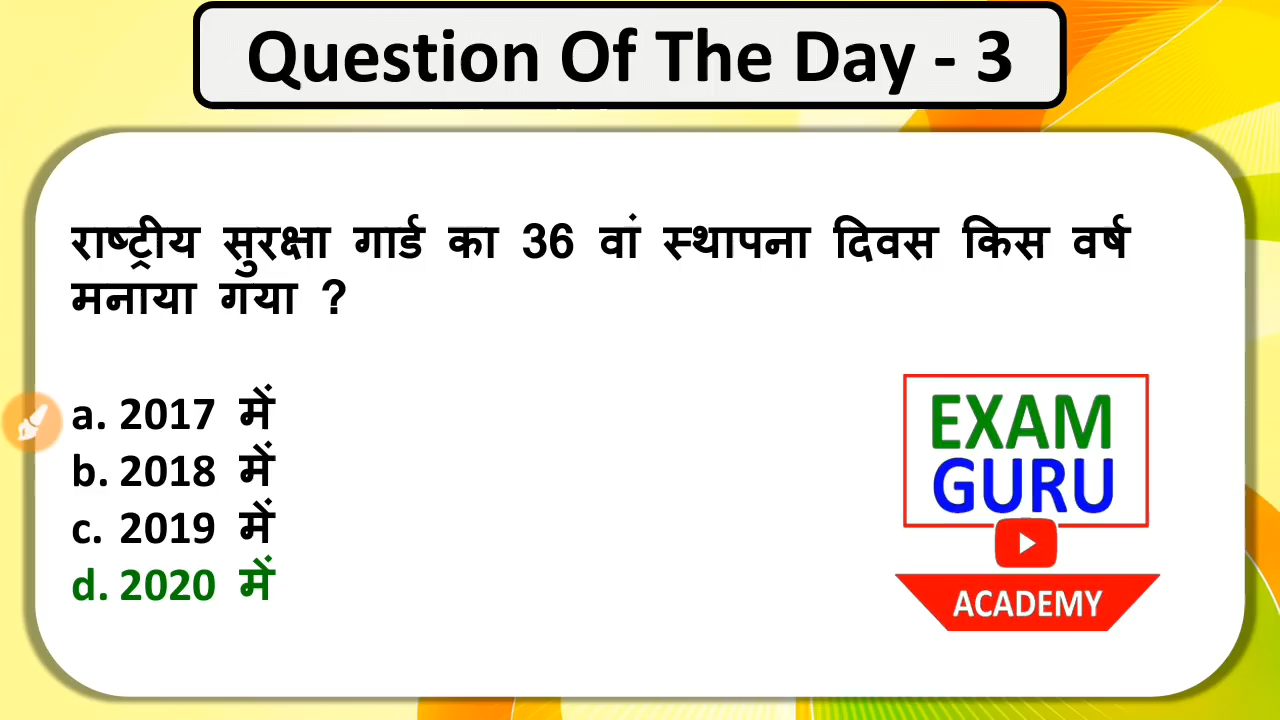 Question Of The Day - 3
राष्ट्रीय सुरक्षा गार्ड का 36 वां स्थापना दिवस किस वर्ष
मनाया गया ?
a. 2017 में
b. 2018 में
c. 2019 में
d. 2020 में
EXAM
GURU
ACADEMY